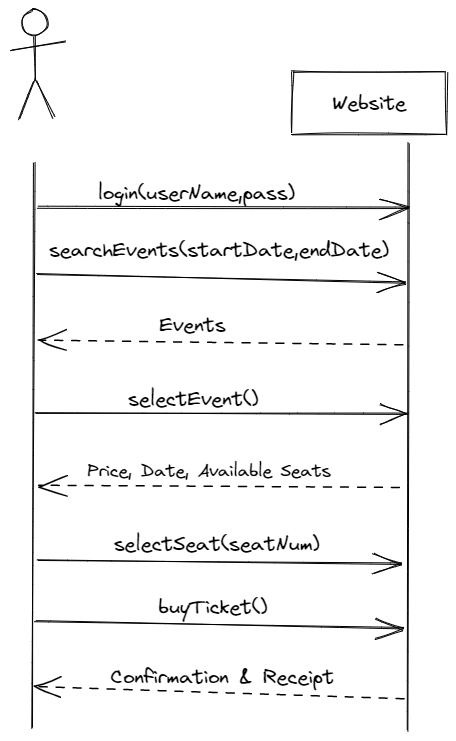 Website
login(userName,pass)
searchEvents(startDate,endDate)
Events
selectEvent()
Price, Date, Available Seats
selectSeat(seatNum)
buyTicket()
Confirmation & Receipt